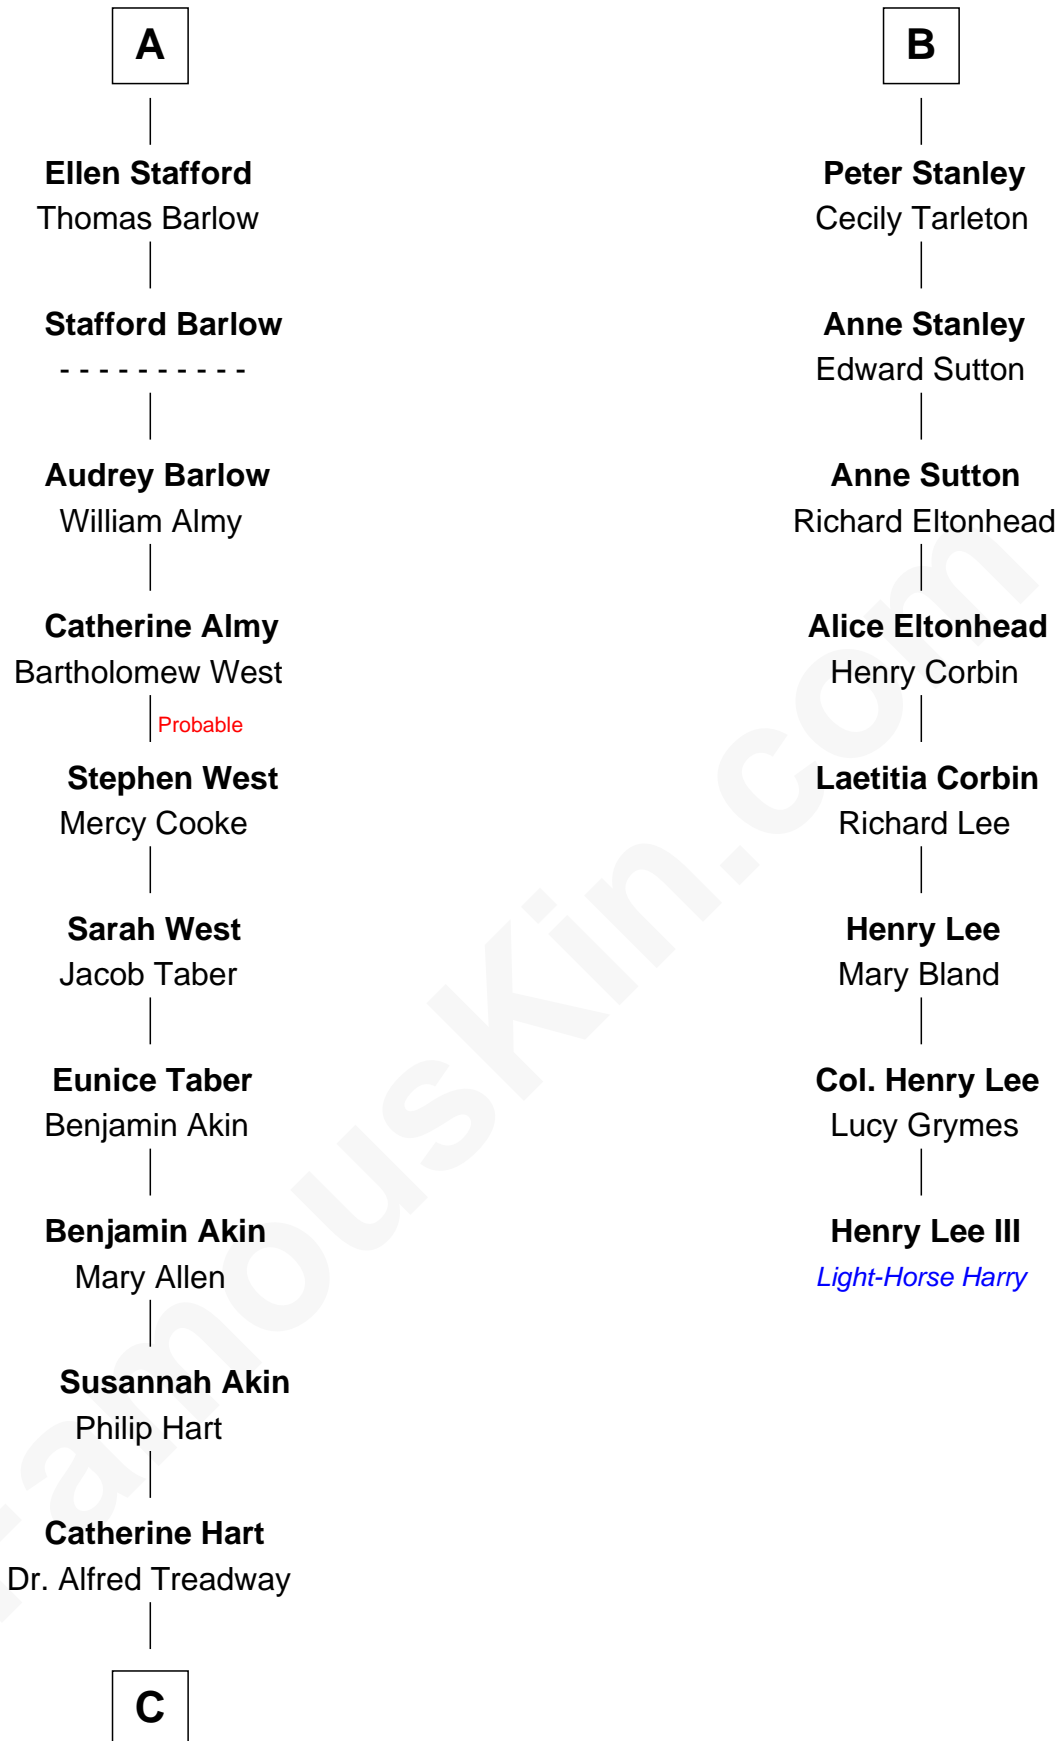 A
Ellen Stafford
Thomas Barlow
Stafford Barlow
- - - - - - - - - -
Audrey Barlow
William Almy
Catherine Almy
Bartholomew West
Probable
Stephen West
Mercy Cooke
Sarah West
Jacob Taber
Eunice Taber
Benjamin Akin
Benjamin Akin
Mary Allen
Susannah Akin
Philip Hart
Catherine Hart
Dr. Alfred Treadway
C
B
Peter Stanley
Cecily Tarleton
Anne Stanley
Edward Sutton
Anne Sutton
Richard Eltonhead
Alice Eltonhead
Henry Corbin
Laetitia Corbin
Richard Lee
Henry Lee
Mary Bland
Col. Henry Lee
Lucy Grymes
Henry Lee III
Light-Horse Harry
FamousKin.com